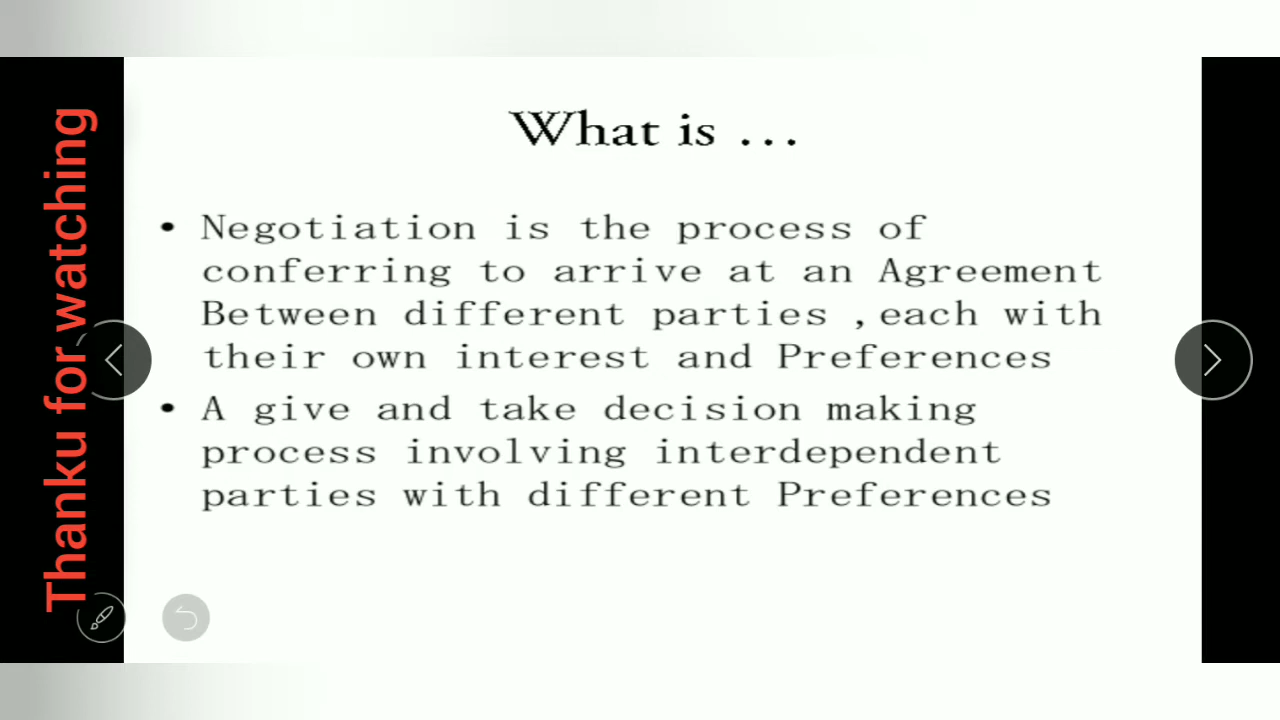 Thanku for watching
What is ...
• Negotiation is the process of
conferring to arrive at an Agreement
Between different parties ,each with
their own interest and Preferences
• A give and take decision making
process involving interdependent
parties with different Preferences